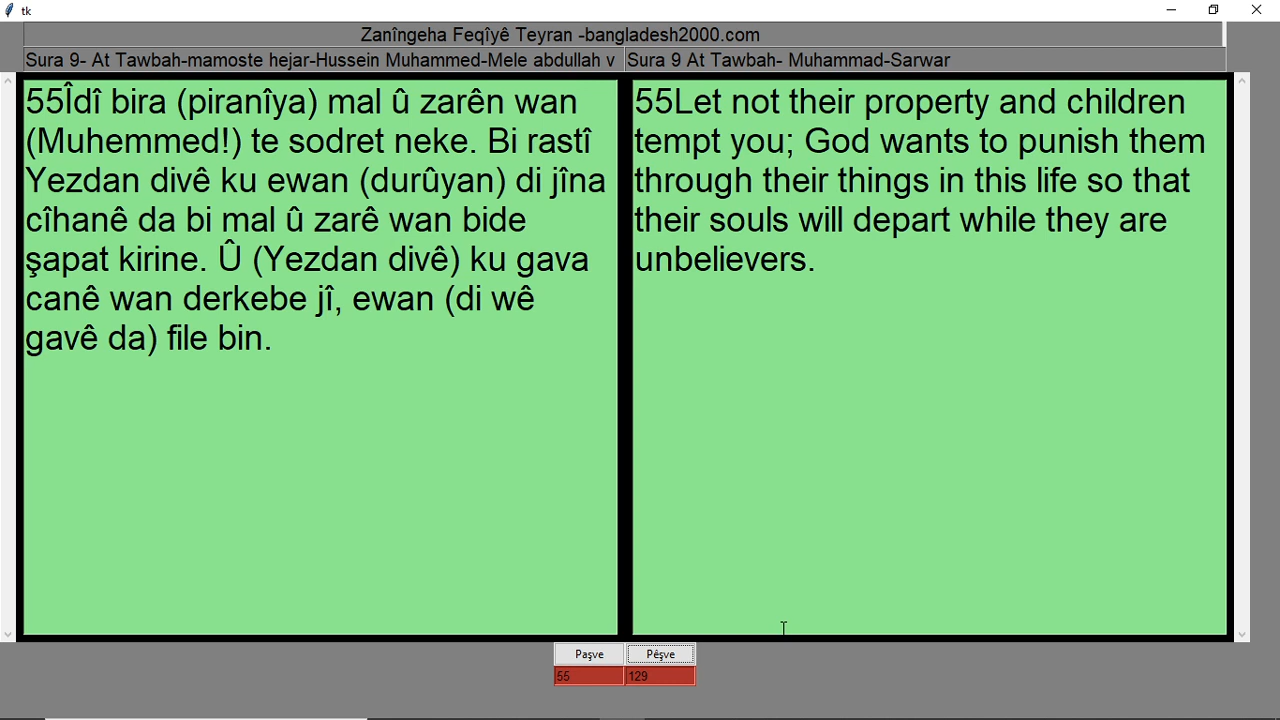 tk
Zanîngeha Feqîyê Teyran -bangladesh2000.com
Sura 9- At Tawbah-mamoste hejar-Hussein Muhammed-Mele abdullah v
Sura 9 At Tawbah- Muhammad-Sarwar
55Îdî bira (piranîya) mal û zarên wan
(Muhemmed!) te sodret neke. Bi rastî
Yezdan divê ku ewan (durûyan) di jîna
cîhanê da bi mal û zarê wan bide
şapat kirine. Û (Yezdan divê) ku gava
canê wan derkebe jî, ewan (di wê
gavê da) file bin.
55Let not their property and children
tempt you; God wants to punish them
through their things in this life so that
their souls will depart while they are
unbelievers.
Paşve
Pêşve
55
129